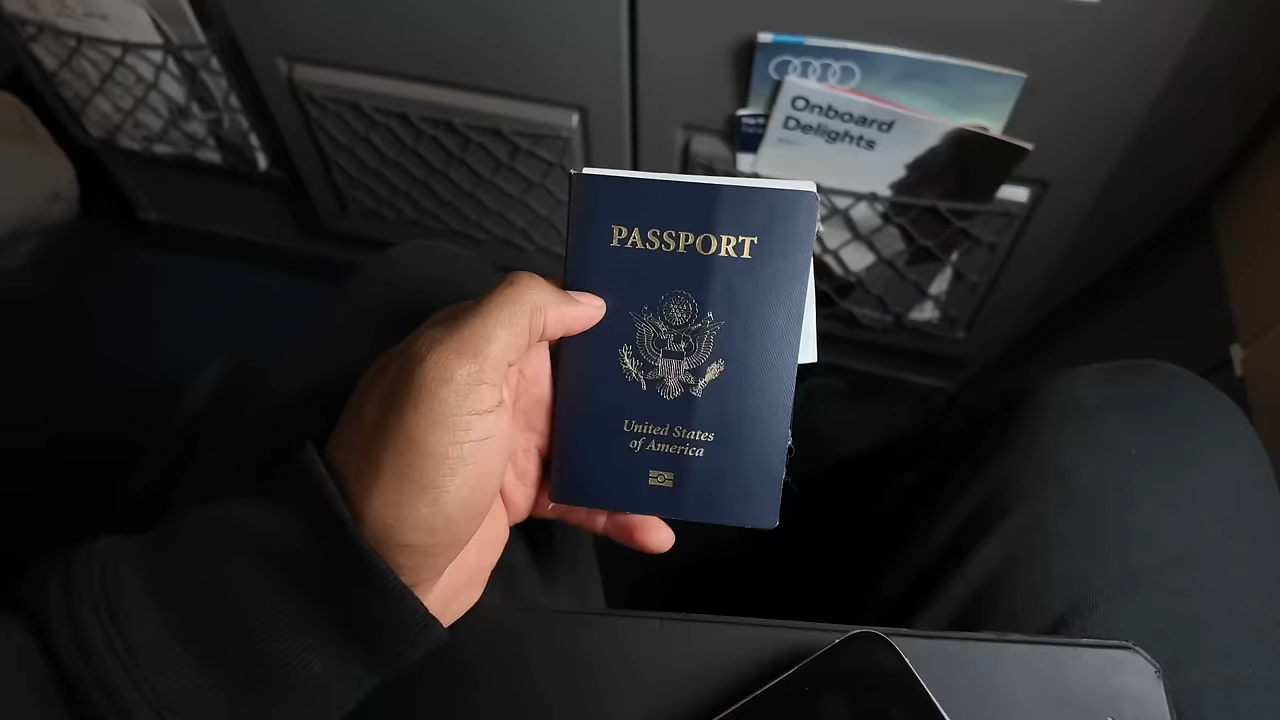 Onboard
Delights
PASSPORT
United States
of America